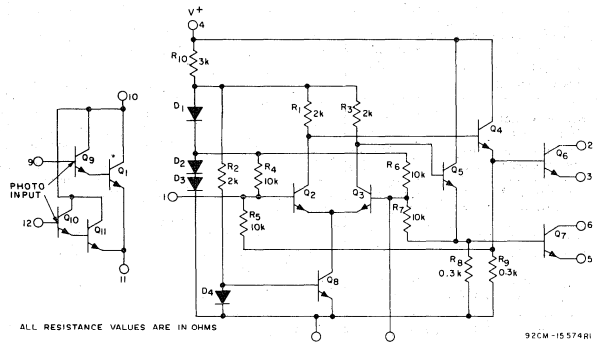 V+
4
R10 3k
10
D1
R1 2k
R3 2k
Q4
Q9
*
Q1
9
D2
D3
R2 2k
R4 10k
R6 10k
Q5
Q6
2
3
PHOTO
INPUT
1
Q2
Q3
R7 10k
12
Q10
Q11
R5 10k
Q7
6
5
11
D4
Q8
R8 0.3k
R9 0.3k
ALL RESISTANCE VALUES ARE IN OHMS
92CM-15574R1